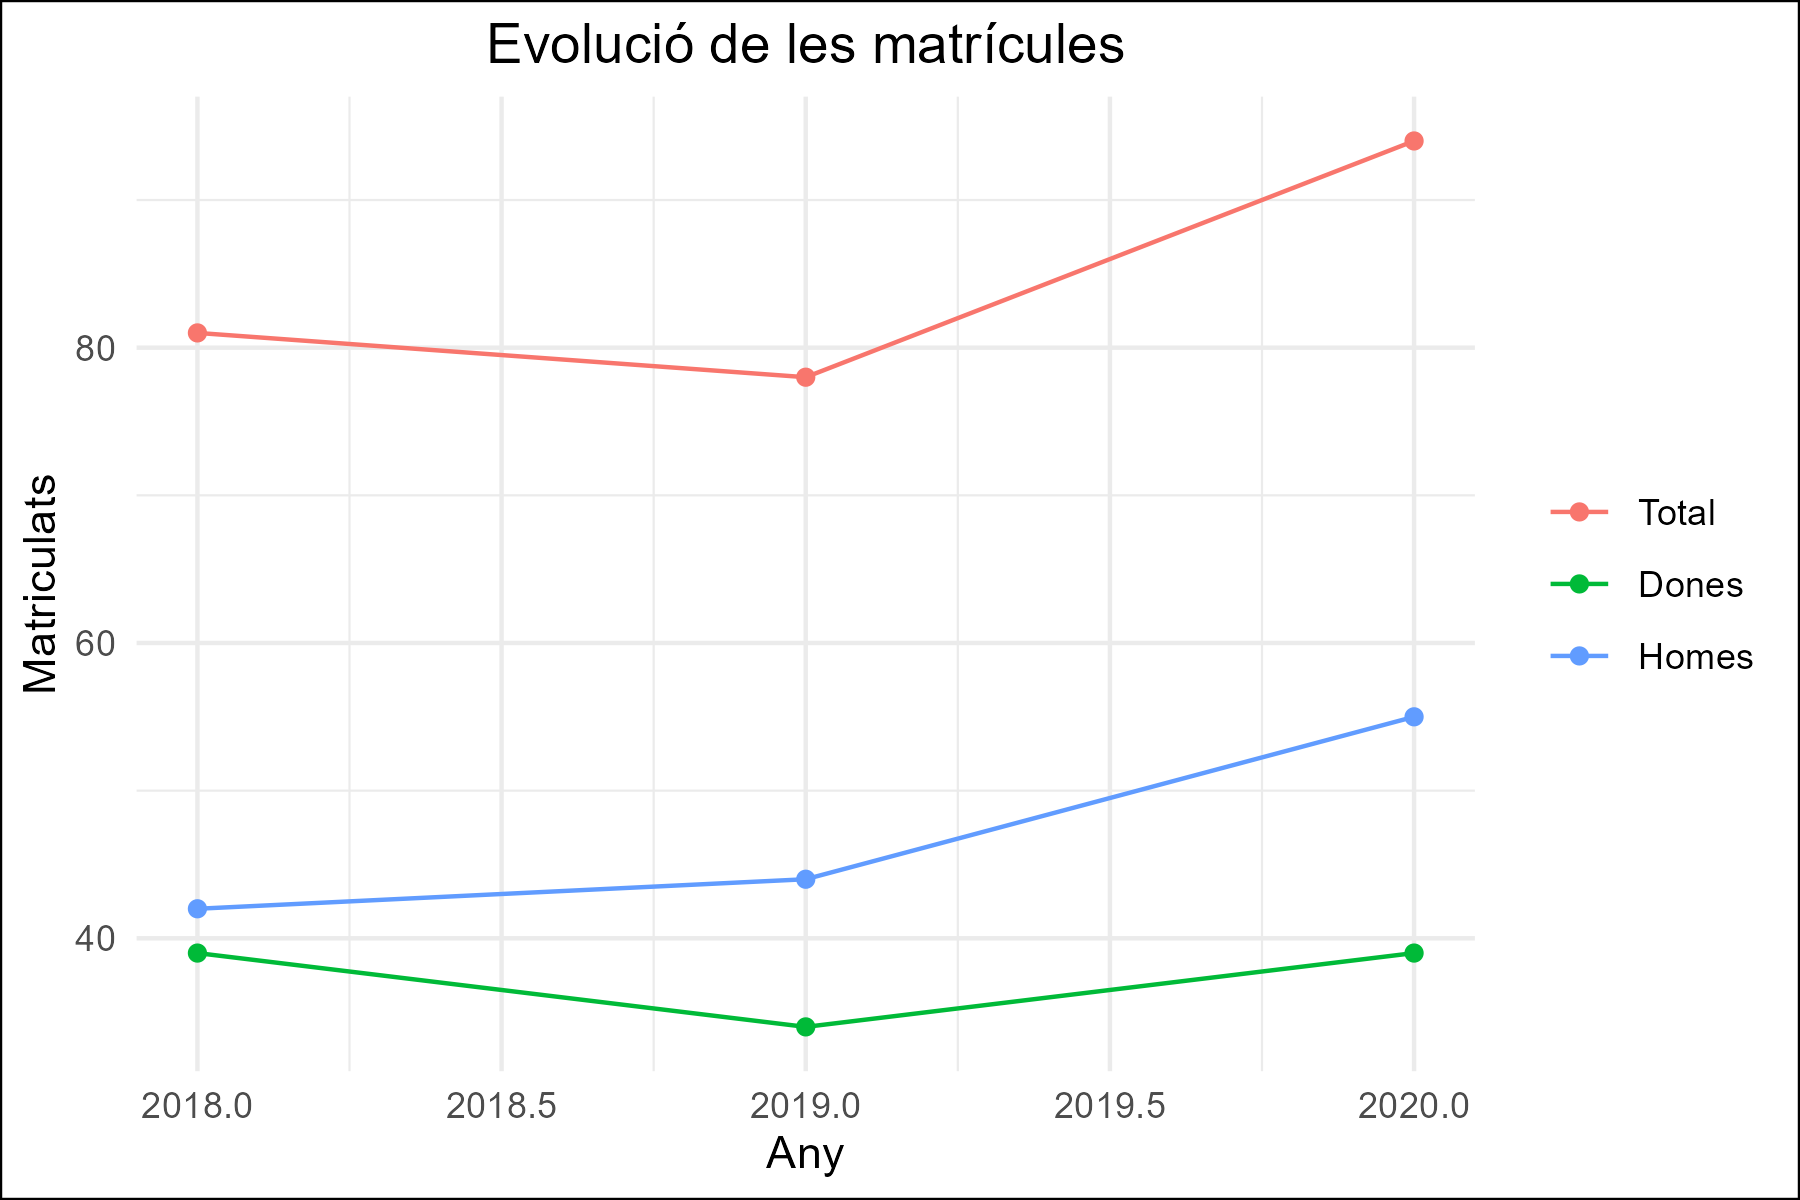 Evolució de les matrícules
Matriculats
80
60
40
2018.0
2018.5
2019.0
2019.5
2020.0
Any
Total
Dones
Homes